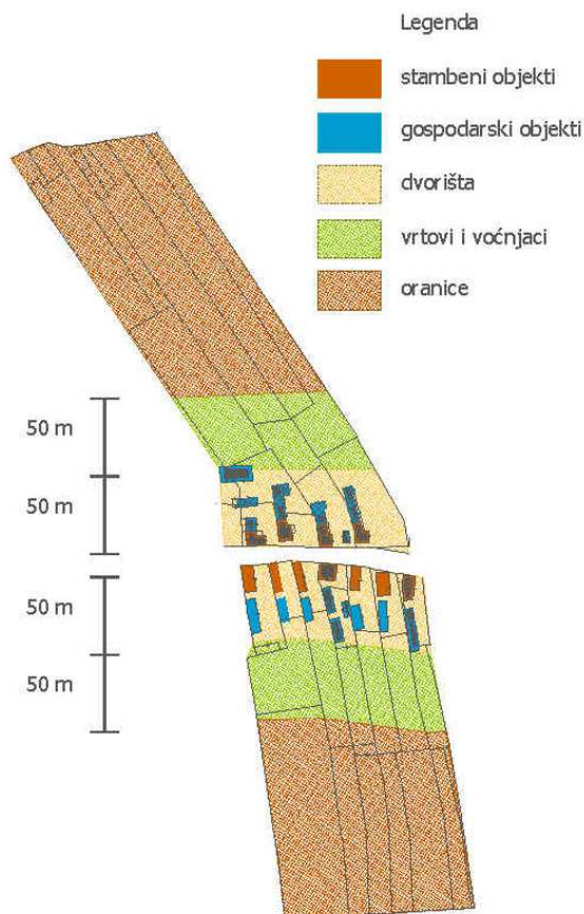 Legenda
stambeni objekti
gospodarski objekti
dvorišta
vrtovi i voćnjaci
oranice
50 m
50 m
50 m
50 m